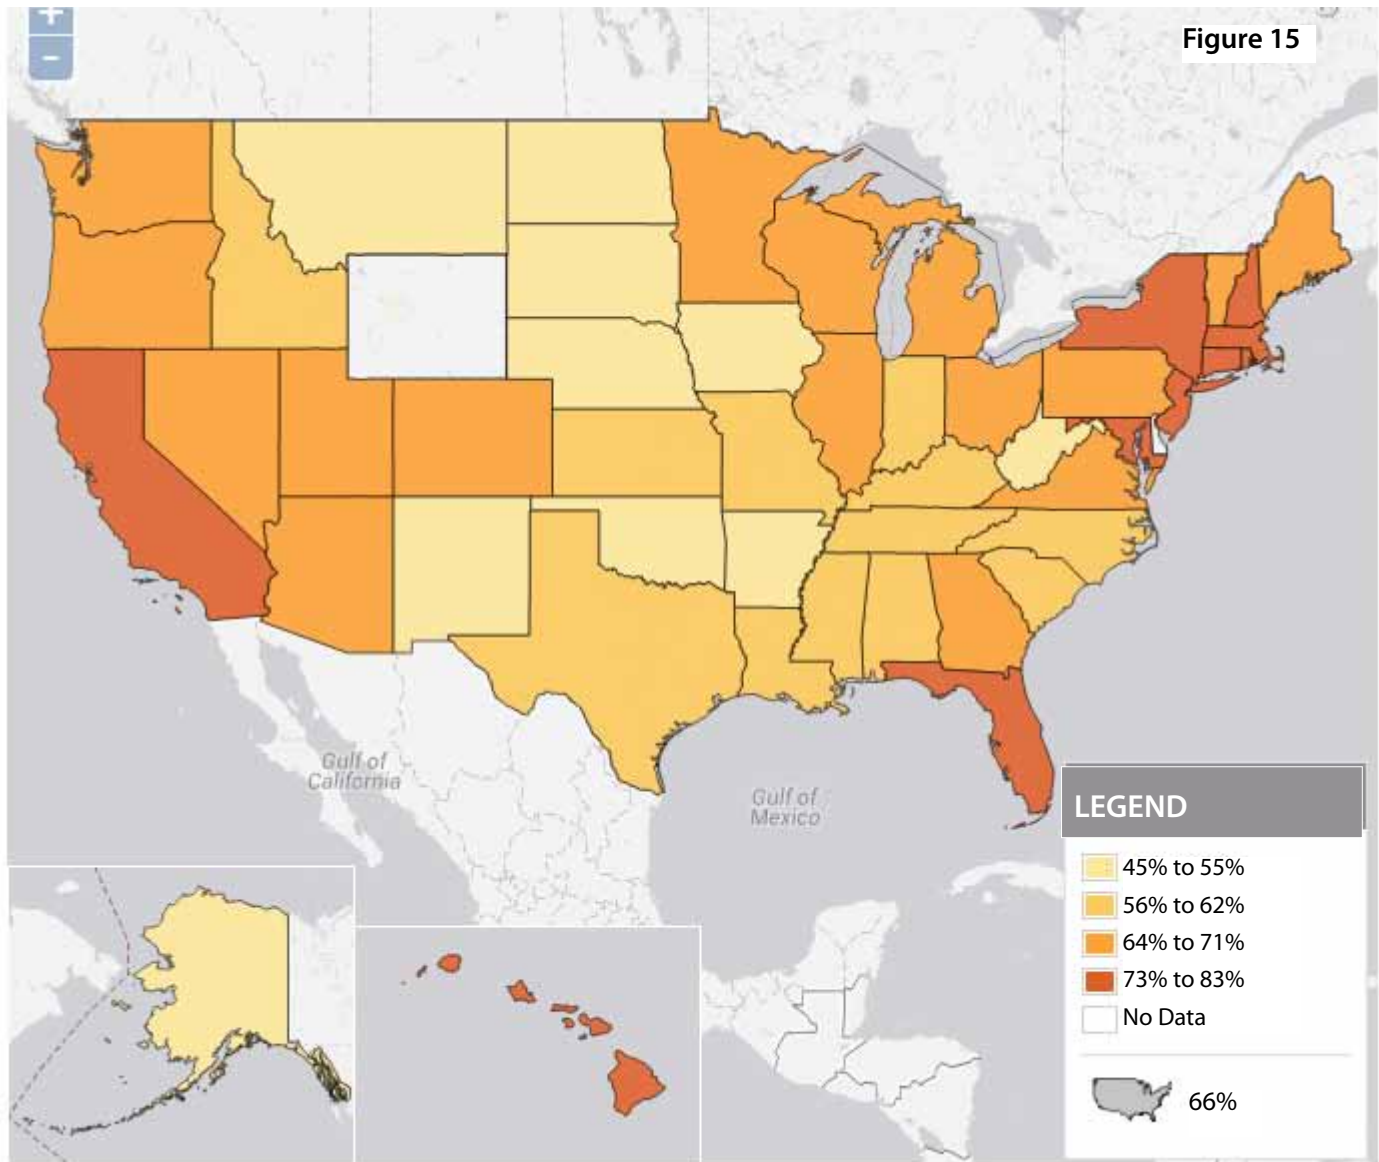 +
-
Figure 15
Gulf of
California
Gulf of
Mexico
LEGEND
45% to 55%
56% to 62%
64% to 71%
73% to 83%
No Data
66%